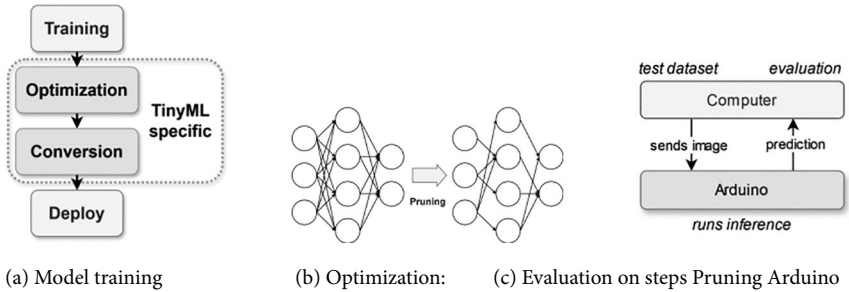 Training
Optimization
TinyML
specific
Conversion
Deploy
Pruning
test dataset evaluation
Computer
sends image prediction
Arduino
runs inference
(a) Model training (b) Optimization: (c) Evaluation on steps Pruning Arduino